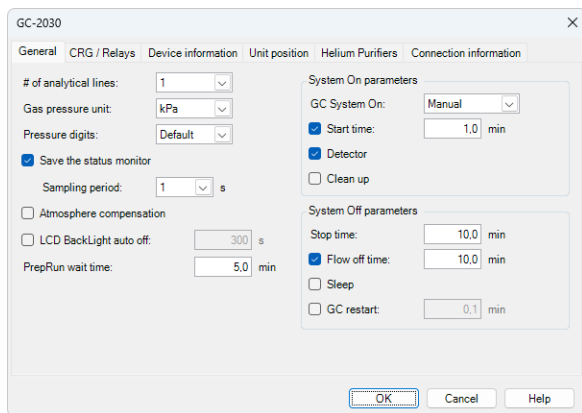 GC-2030
General CRG / Relays Device information Unit position Helium Purifiers Connection information
# of analytical lines: 1
Gas pressure unit: kPa
Pressure digits: Default
Save the status monitor
Sampling period: 1 s
Atmosphere compensation
LCD BackLight auto off: 300 s
PrepRun wait time: 5,0 min
System On parameters
GC System On: Manual
Start time: 1,0 min
Detector
Clean up
System Off parameters
Stop time: 10,0 min
Flow off time: 10,0 min
Sleep
GC restart: 0,1 min
OK Cancel Help